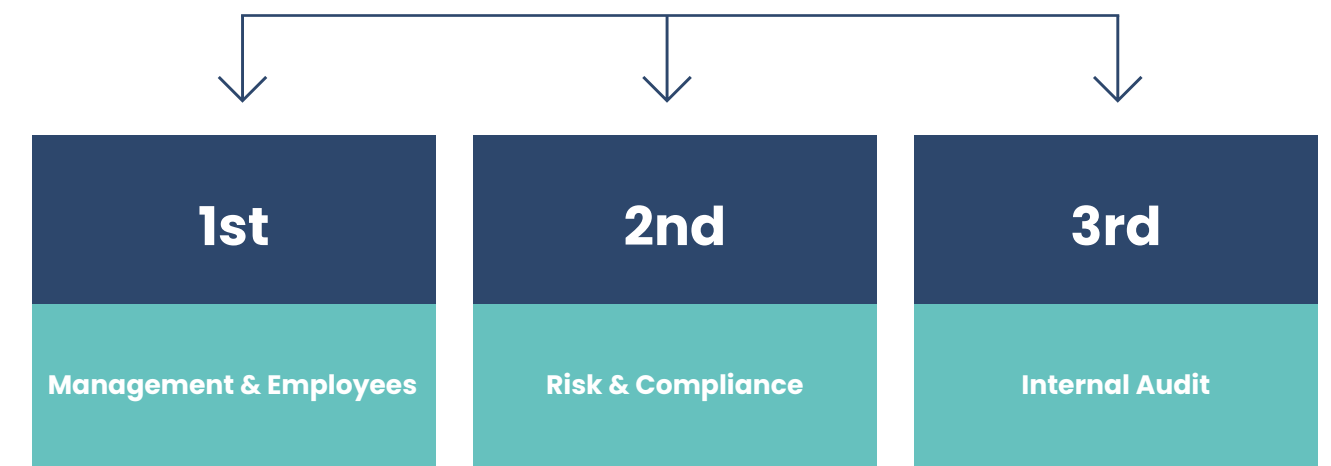 1st
Management & Employees
2nd
Risk & Compliance
3rd
Internal Audit